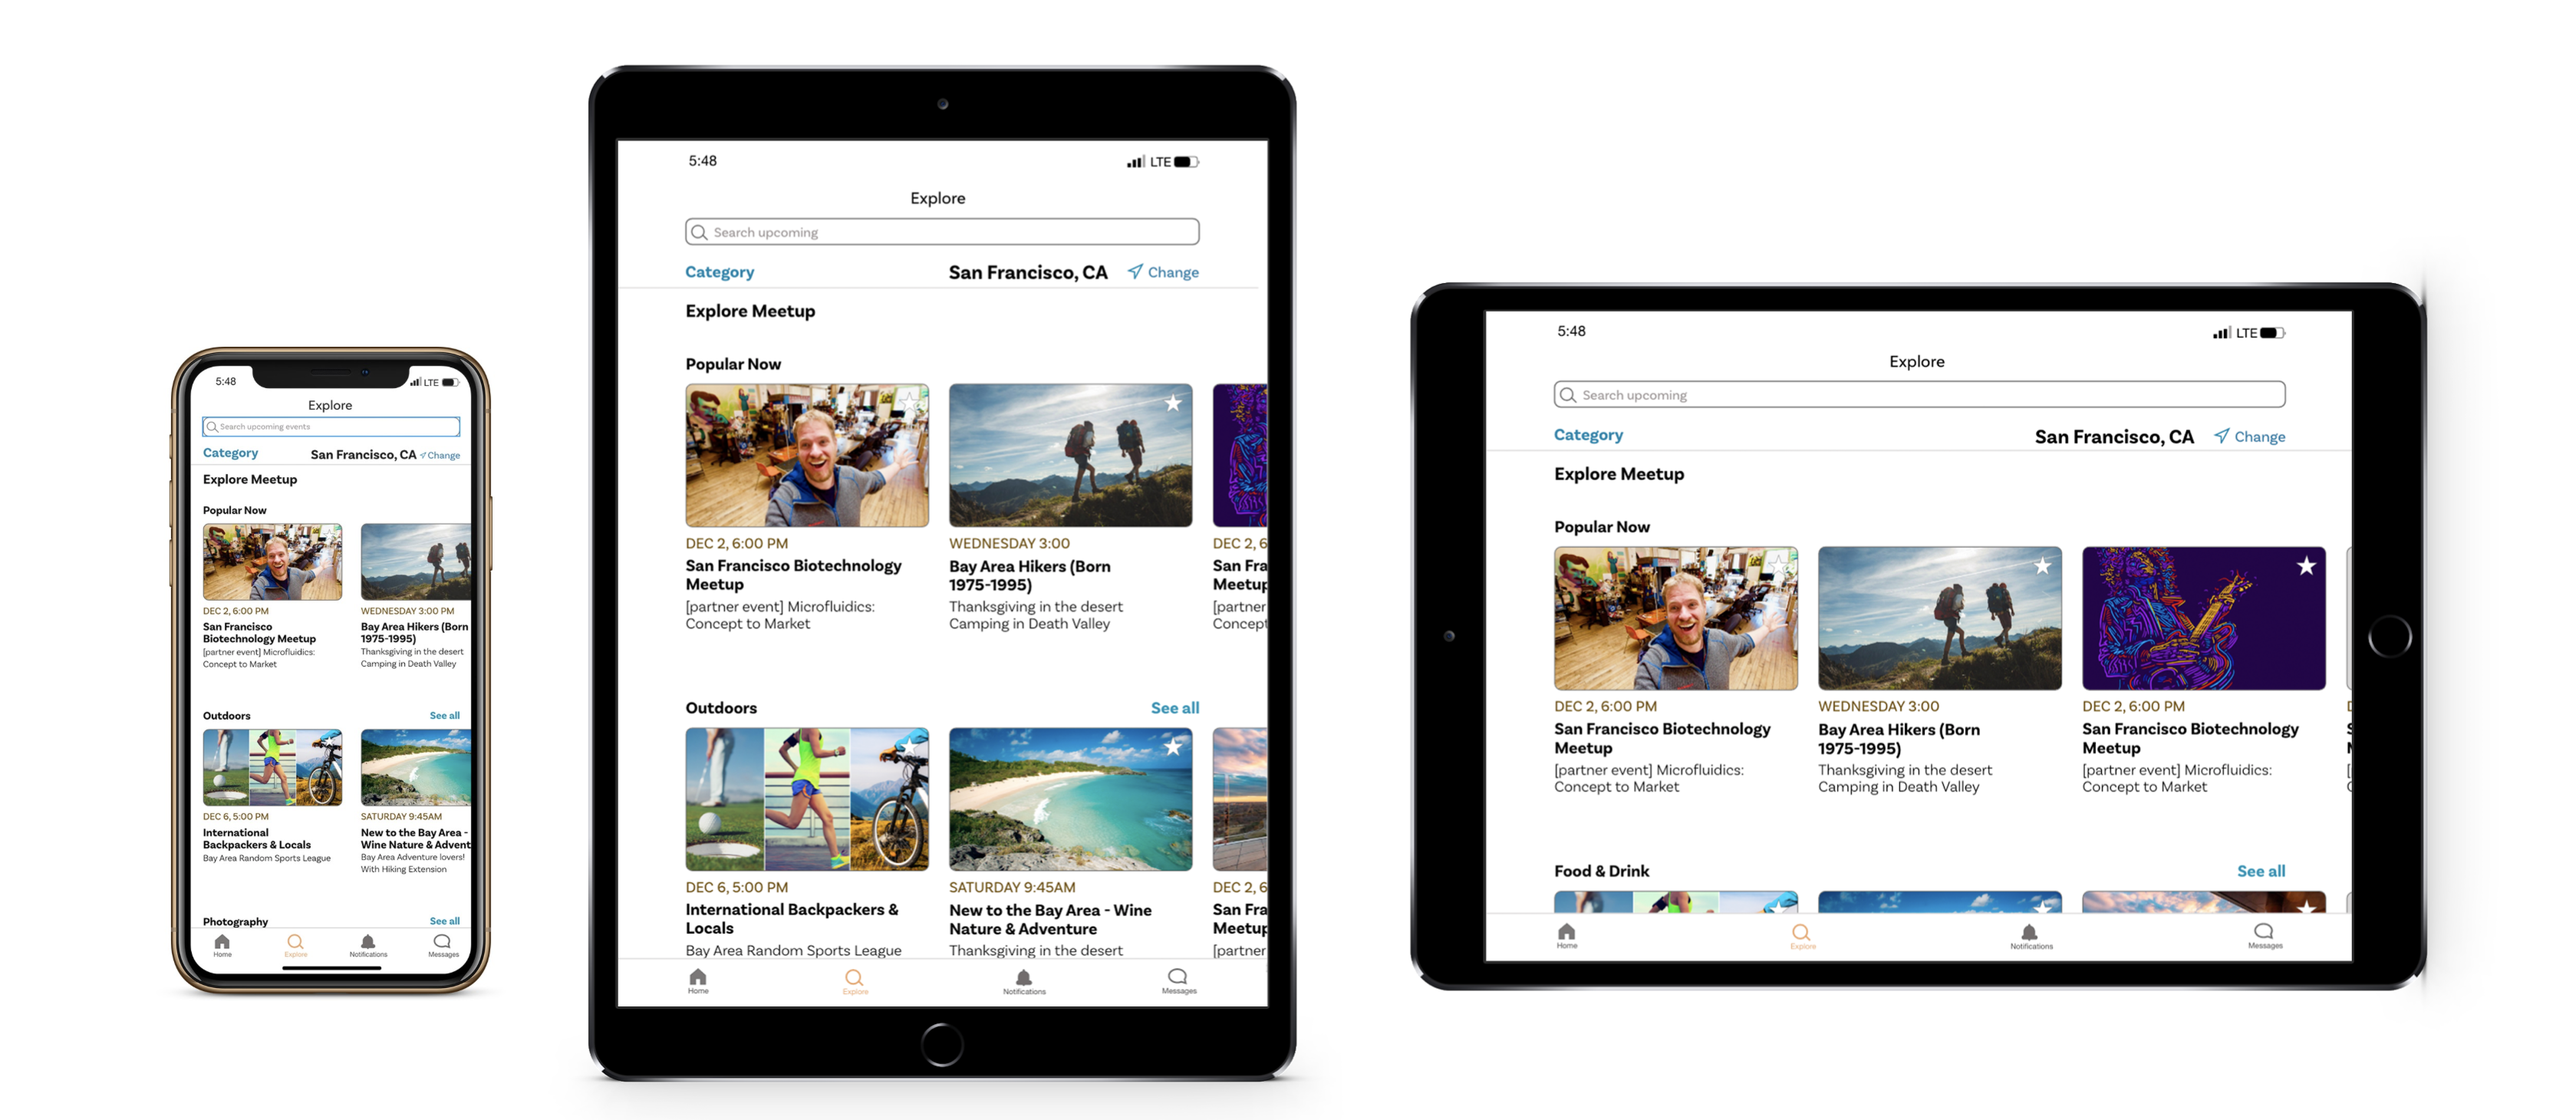 5:48
LTE
Explore
Search upcoming events
Category San Francisco, CA Change
Explore Meetup
Popular Now
DEC 2, 6:00 PM
San Francisco
Biotechnology Meetup
[partner event] Microfluidics:
Concept to Market
WEDNESDAY 3:00 PM
Bay Area Hikers (Born
1975-1995)
Thanksgiving in the desert
Camping in Death Valley
Outdoors See all
DEC 6, 5:00 PM
International
Backpackers & Locals
Bay Area Random Sports League
SATURDAY 9:45AM
New to the Bay Area -
Wine Nature & Advent
Bay Area Adventure lovers!
With Hiking Extension
Photography See all
Home Explore Notifications Messages
5:48
LTE
Explore
Search upcoming
Category San Francisco, CA Change
Explore Meetup
Popular Now
DEC 2, 6:00 PM
San Francisco Biotechnology
Meetup
[partner event] Microfluidics:
Concept to Market
WEDNESDAY 3:00
Bay Area Hikers (Born
1975-1995)
Thanksgiving in the desert
Camping in Death Valley
DEC 2, 6
San Fra
Meetup
[partner
Concept
Outdoors See all
DEC 6, 5:00 PM
International Backpackers &
Locals
Bay Area Random Sports League
SATURDAY 9:45AM
New to the Bay Area - Wine
Nature & Adventure
Thanksgiving in the desert
DEC 2, 6
San Fra
Meetup
[partner
Home Explore Notifications Messages
5:48
LTE
Explore
Search upcoming
Category San Francisco, CA Change
Explore Meetup
Popular Now
DEC 2, 6:00 PM
San Francisco Biotechnology
Meetup
[partner event] Microfluidics:
Concept to Market
WEDNESDAY 3:00
Bay Area Hikers (Born
1975-1995)
Thanksgiving in the desert
Camping in Death Valley
DEC 2, 6:00 PM
San Francisco Biotechnology
Meetup
[partner event] Microfluidics:
Concept to Market
Food & Drink See all
Home Explore Notifications Messages